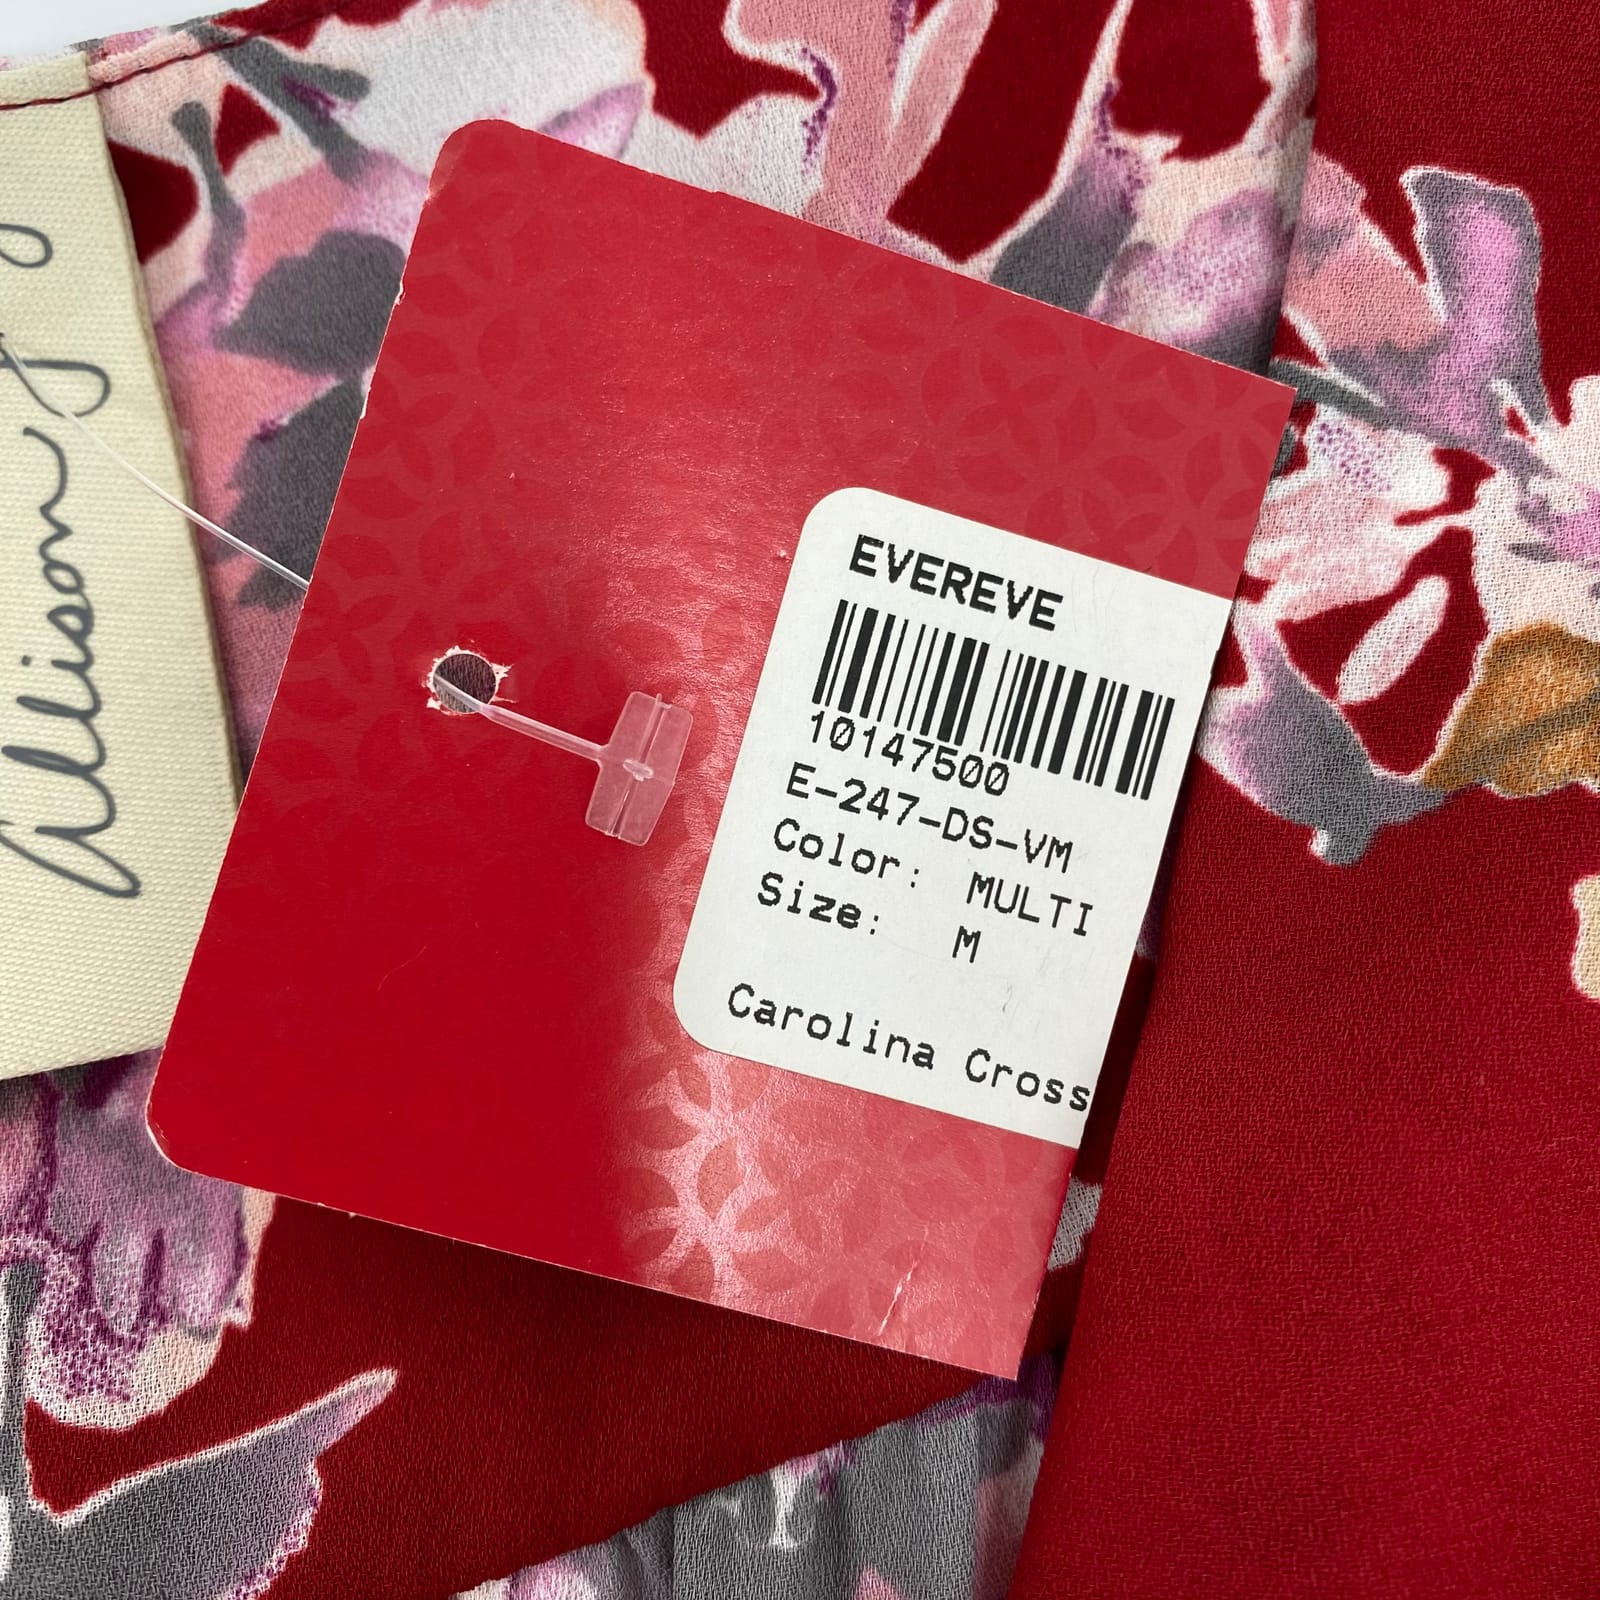 allison
EVEREVE
10147500
E-247-DS-VM
Color: MULTI
Size: M
Carolina Cross